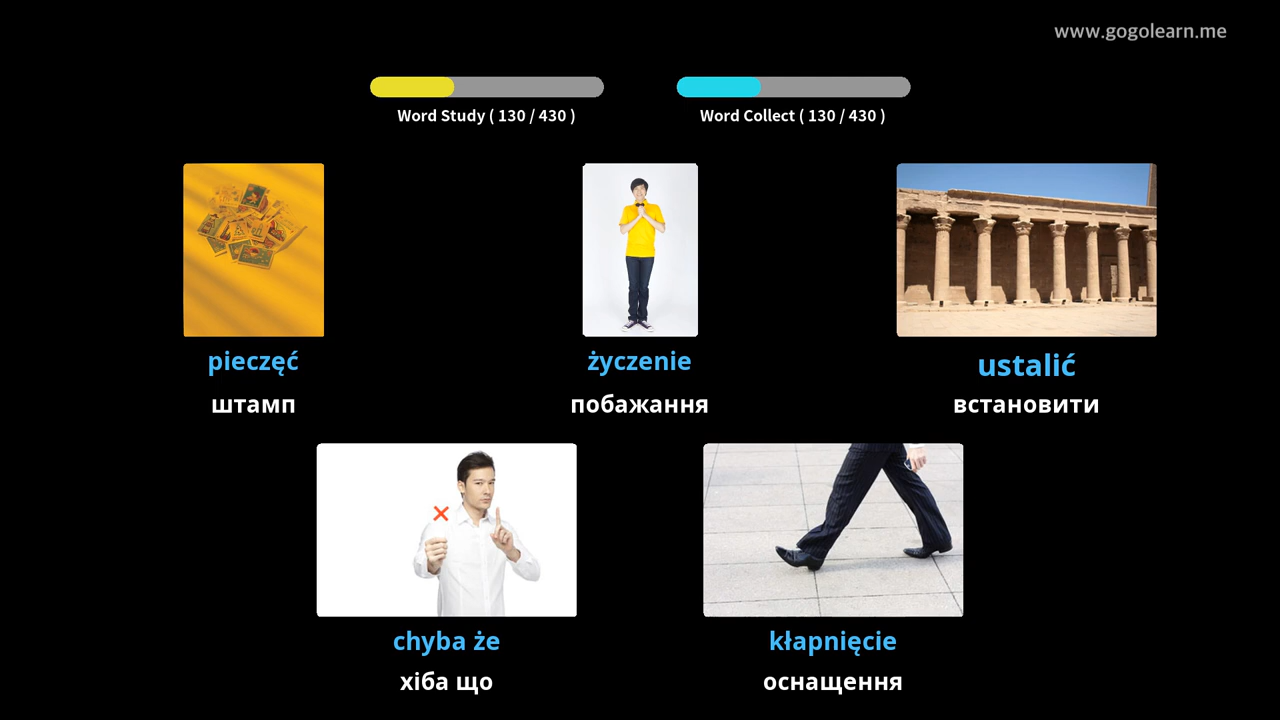 www.gogolearn.me
Word Study ( 130 / 430 )
Word Collect ( 130 / 430 )
pieczęć
życzenie
ustalić
штамп
побажання
встановити
chyba że
kłapnięcie
хіба що
оснащення